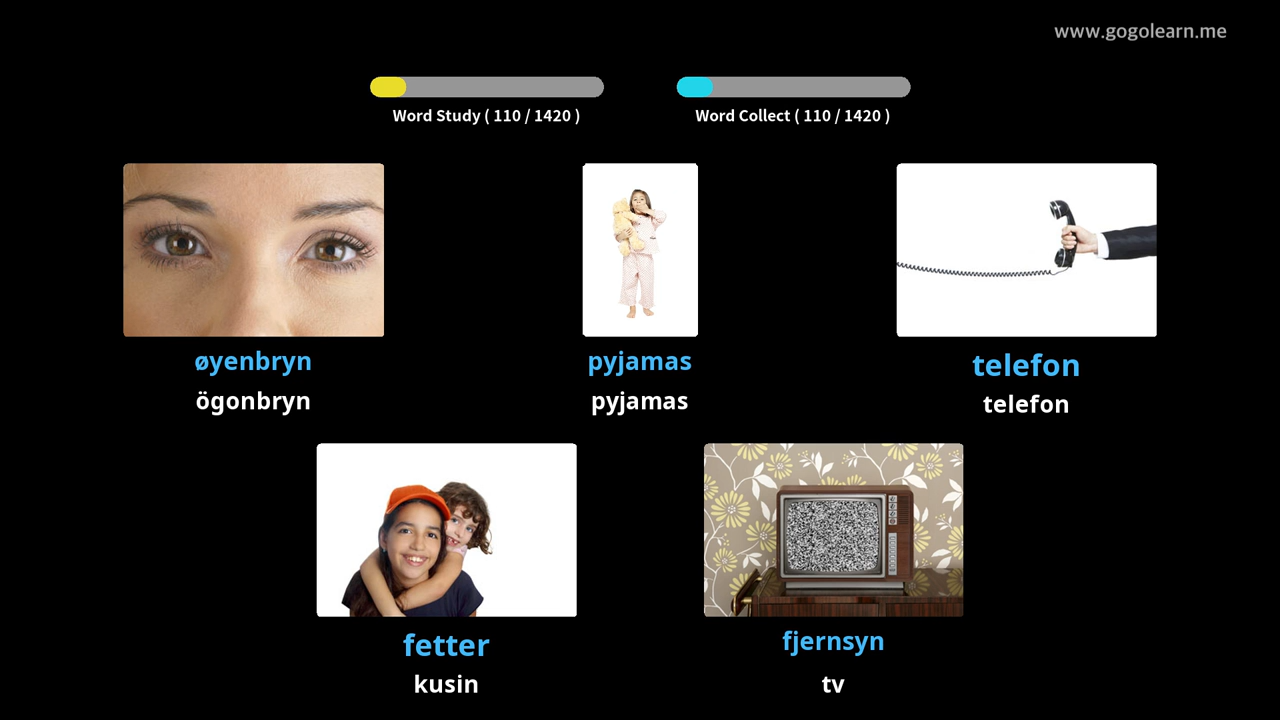 www.gogolearn.me
Word Study ( 110 / 1420 )
Word Collect ( 110 / 1420 )
øyenbryn
ögonbryn
pyjamas
pyjamas
telefon
telefon
fetter
kusin
fjernsyn
tv